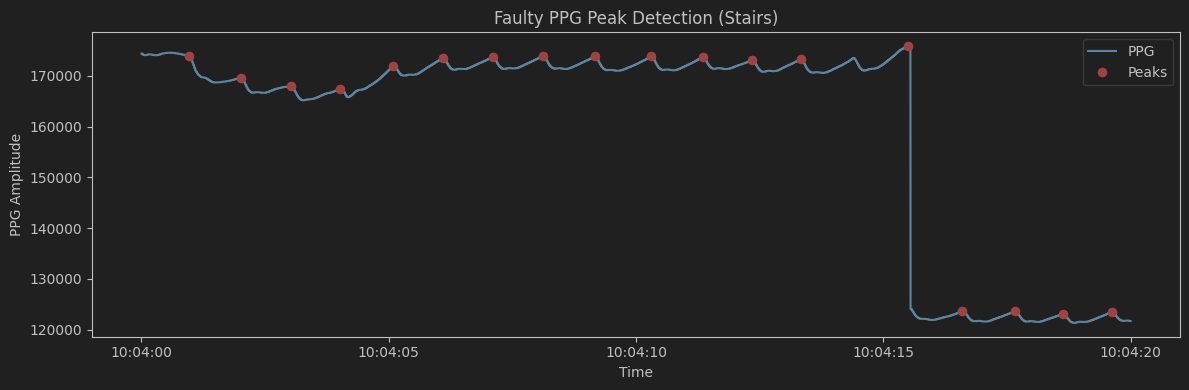 Faulty PPG Peak Detection (Stairs)
PPG
Peaks
PPG Amplitude
170000
160000
150000
140000
130000
120000
10:04:00
10:04:05
10:04:10
10:04:15
10:04:20
Time